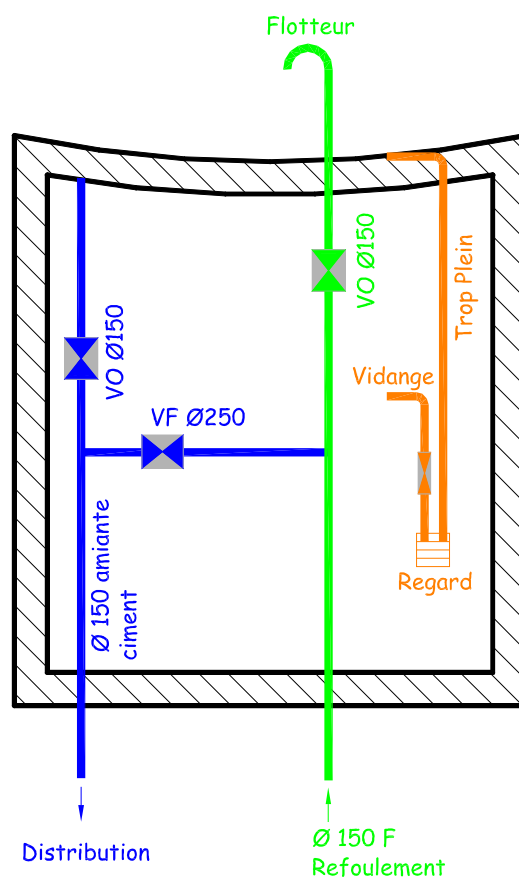 Flotteur
VO Ø150
Trop Plein
VO Ø150
Vidange
VF Ø250
Ø 150 amiante
ciment
Regard
Distribution
Ø 150 F
Refoulement